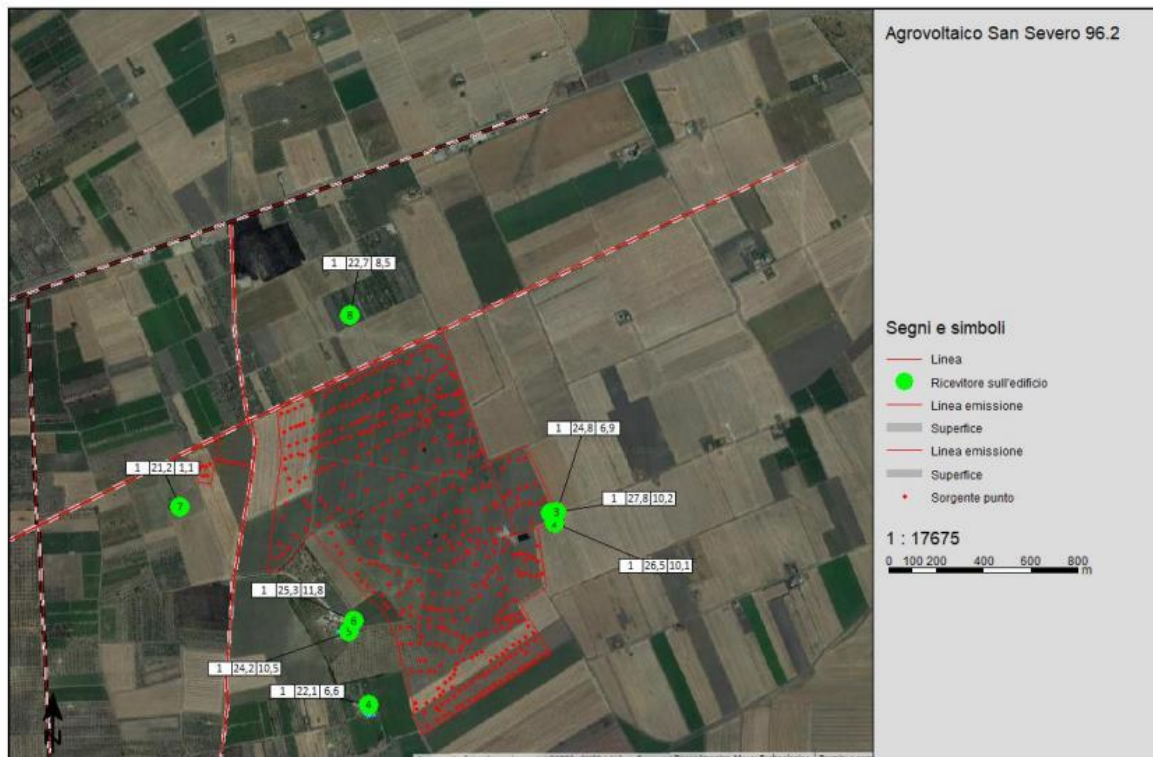 Agrovoltaico San Severo 96.2
1 22,7 8,5
8
1 24,8 6,9
1 21,2 1,1
7
3
1 27,8 10,2
1 26,5 10,1
1 25,3 11,8
6
5
1 24,2 10,5
1 22,1 6,6
4
Segni e simboli
Linea
Ricevitore sull'edificio
Linea emissione
Superfice
Linea emissione
Superfice
Sorgente punto
1 : 17675
0 100 200 400 600 800
m